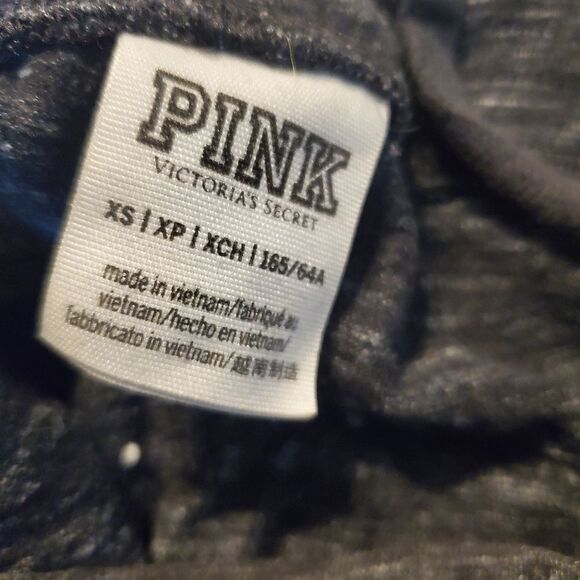 PINK
VICTORIA'S SECRET
XS | XP | XCH | 165/64A
made in vietnam/fabriqué au
vietnam/hecho en vietnam/
fabbricato in vietnam/越南制造